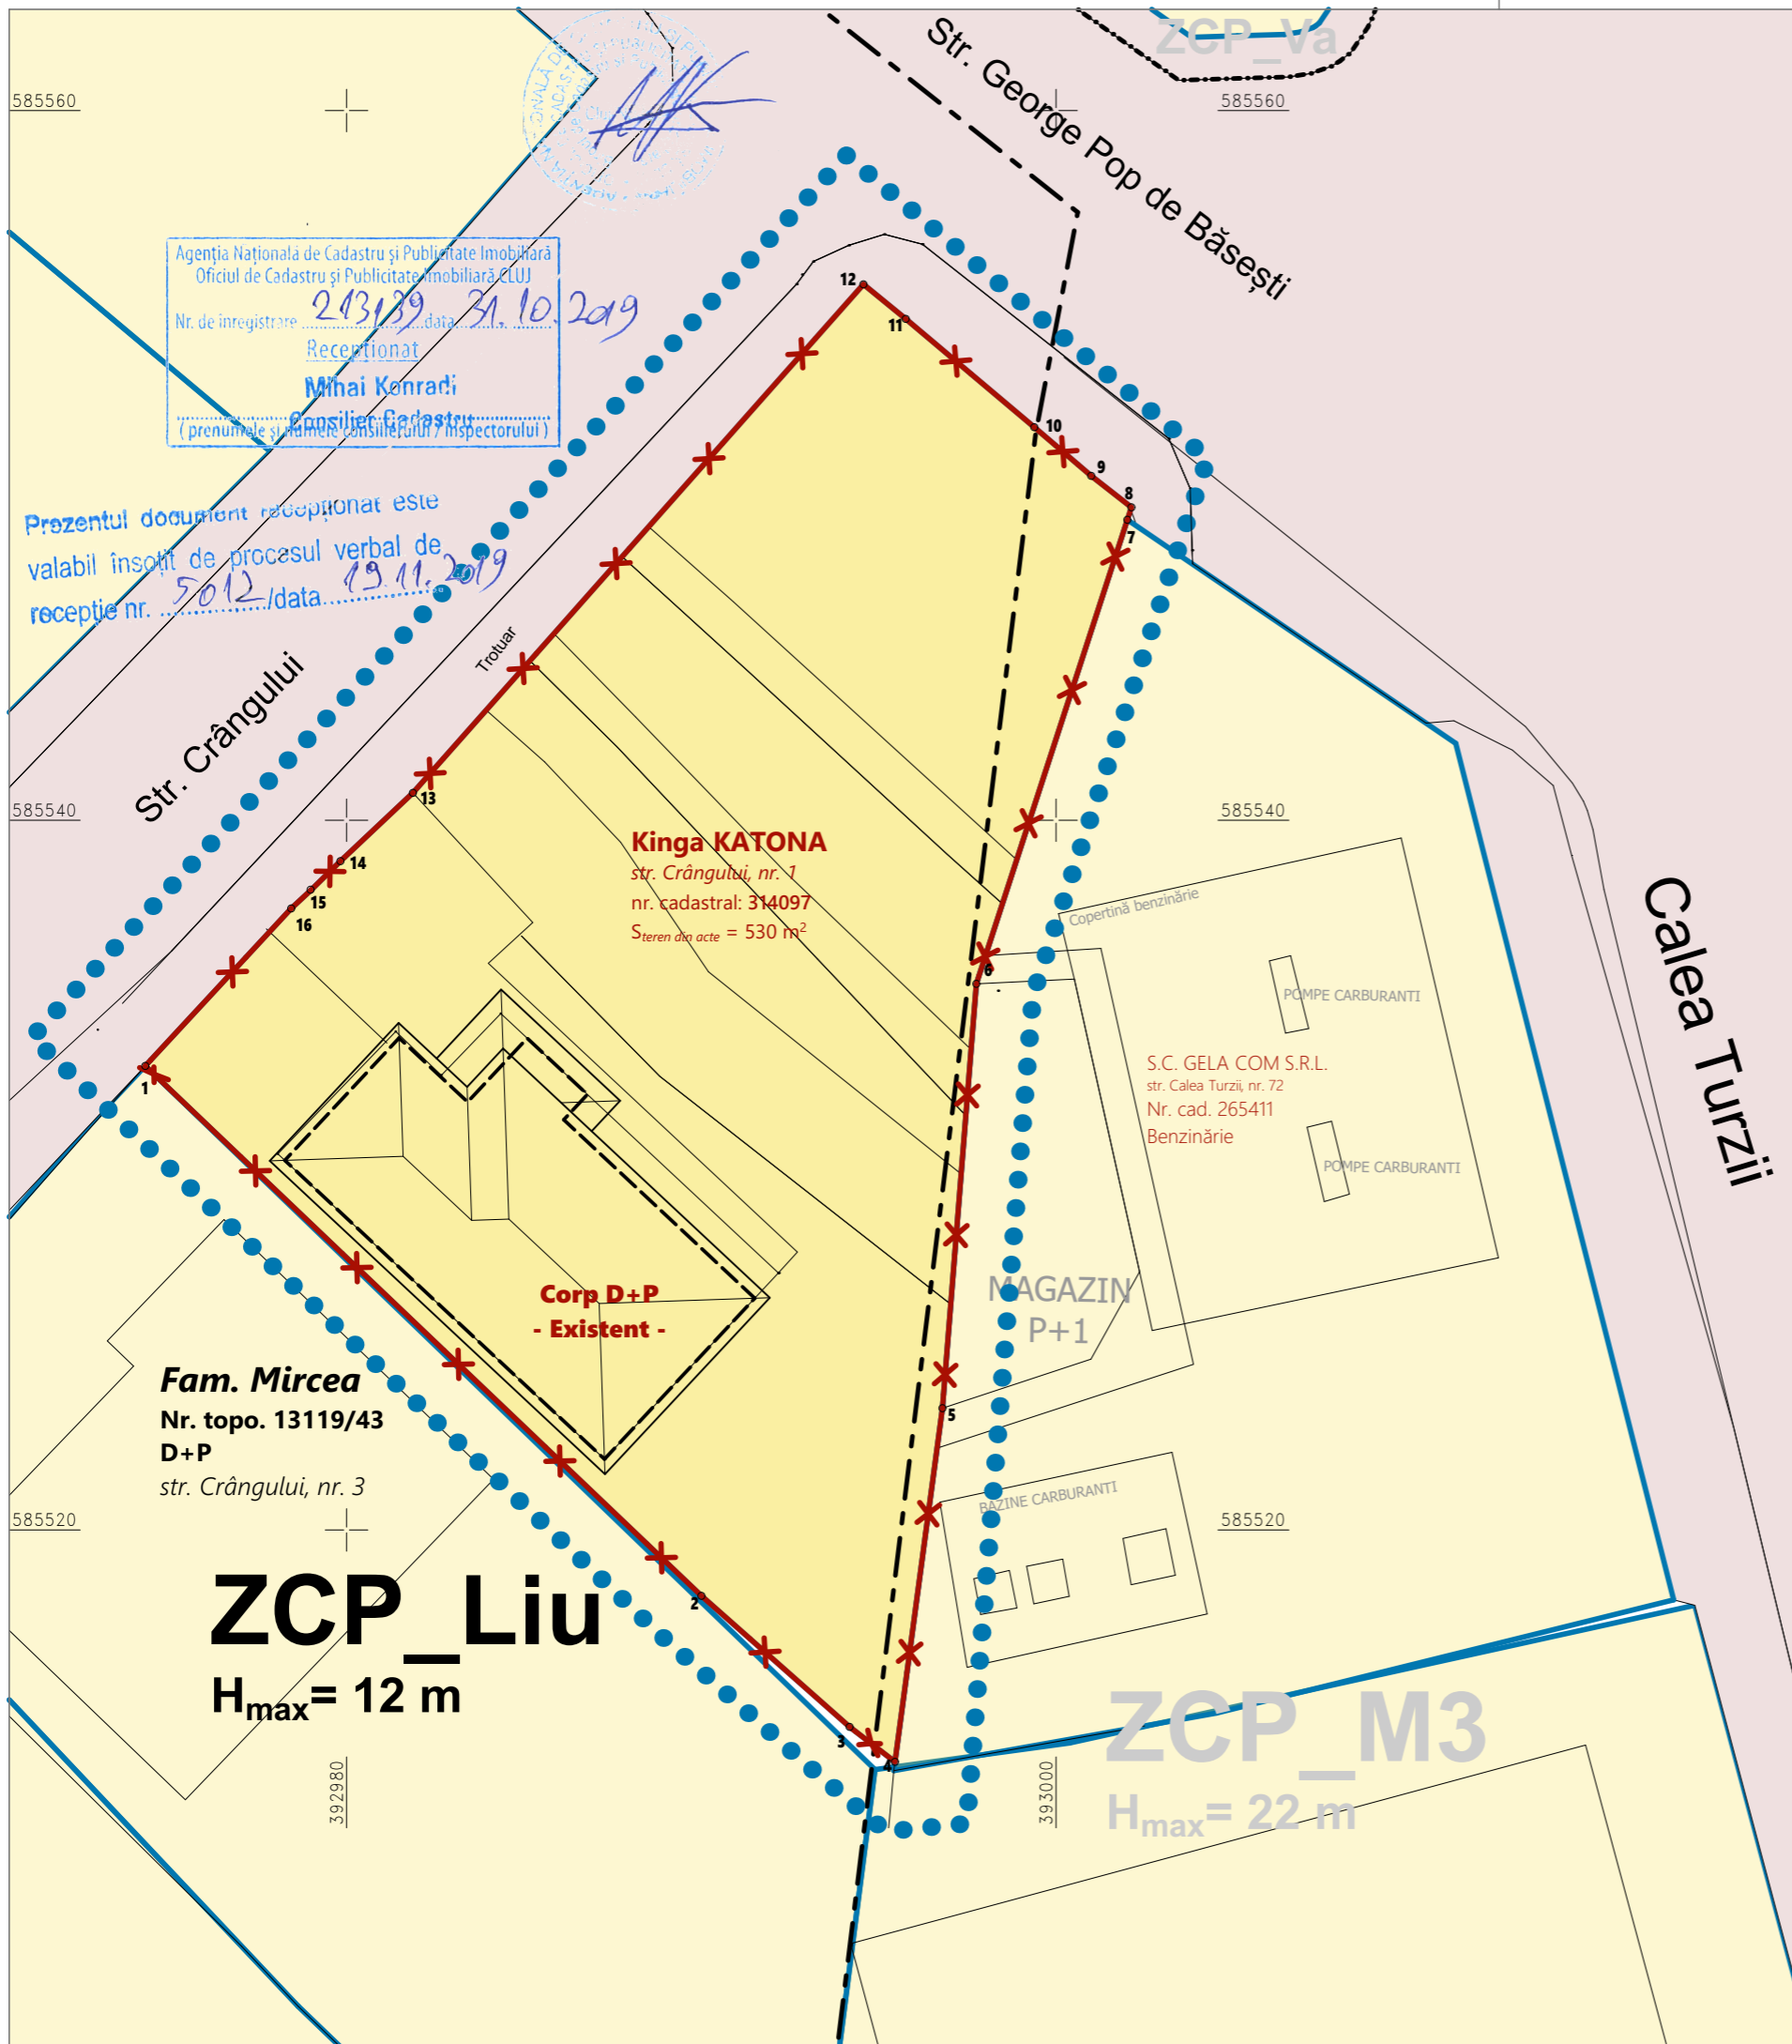 ZCP_Va
Str. George Pop de Băsești
585560
585560
Agenția Națională de Cadastru și Publicitate Imobiliară
Oficiul de Cadastru și Publicitate Imobiliară CLUJ
Nr. de inregistrare 213139 data 31.10.2019
Recepționat
Mihai Konradi
Consilier Cadastru
( prenumele și numele consilierului / inspectorului )
Prezentul document recepționat este
valabil însoțit de procesul verbal de
recepție nr. 5012 /data 19.11.2019
12
11
10
9
8
7
Trotuar
Str. Crângului
585540
585540
13
14
15
16
Kinga KATONA
str. Crângului, nr. 1
nr. cadastral: 314097
Steren din acte = 530 m²
Copertină benzinărie
Calea Turzii
6
POMPE CARBURANTI
S.C. GELA COM S.R.L.
str. Calea Turzii, nr. 72
Nr. cad. 265411
Benzinărie
POMPE CARBURANTI
1
Corp D+P
- Existent -
MAGAZIN
P+1
Fam. Mircea
Nr. topo. 13119/43
D+P
str. Crângului, nr. 3
5
BAZINE CARBURANTI
585520
585520
ZCP_Liu
Hmax= 12 m
2
3
4
ZCP_M3
Hmax= 22 m
392980
393000